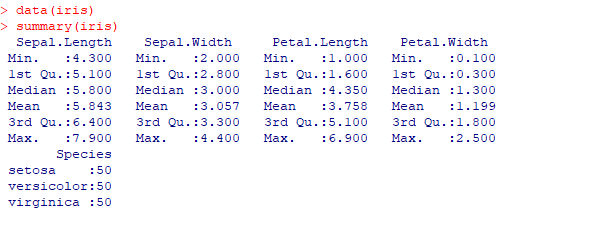 > data(iris)
> summary(iris)
  Sepal.Length    Sepal.Width     Petal.Length    Petal.Width
 Min.   :4.300   Min.   :2.000   Min.   :1.000   Min.   :0.100
 1st Qu.:5.100   1st Qu.:2.800   1st Qu.:1.600   1st Qu.:0.300
 Median :5.800   Median :3.000   Median :4.350   Median :1.300
 Mean   :5.843   Mean   :3.057   Mean   :3.758   Mean   :1.199
 3rd Qu.:6.400   3rd Qu.:3.300   3rd Qu.:5.100   3rd Qu.:1.800
 Max.   :7.900   Max.   :4.400   Max.   :6.900   Max.   :2.500
       Species
 setosa    :50
 versicolor:50
 virginica :50